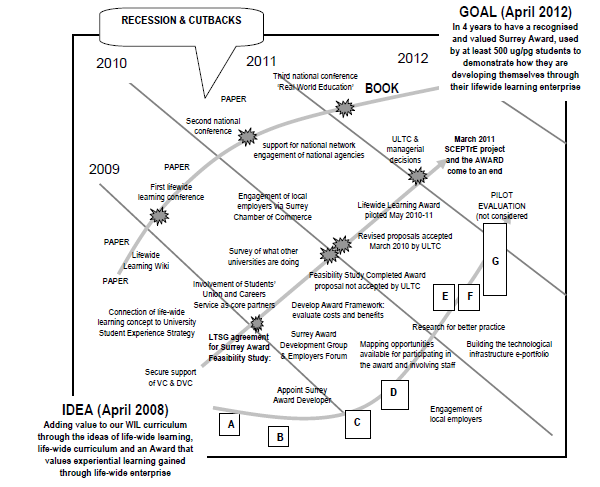 RECESSION & CUTBACKS
GOAL (April 2012)
In 4 years to have a recognised
and valued Surrey Award, used
by at least 500 ug/pg students to
demonstrate how they are
developing themselves through
their lifewide learning enterprise
2010
2011
2012
Third national conference
'Real World Education'
BOOK
PAPER
Second national
conference
support for national network
engagement of national agencies
ULTC &
managerial
decisions
March 2011
SCEPTrE project
and the AWARD
come to an end
2009
PAPER
First lifewide
learning conference
Engagement of local
employers via Surrey
Chamber of Commerce
Lifewide Learning Award
piloted May 2010-11
PILOT
EVALUATION
(not considered
PAPER
Lifewide
Learning Wiki
PAPER
Survey of what other
universities are doing
Revised proposals accepted
March 2010 by ULTC
Feasibility Study Completed Award
proposal not accepted by ULTC
G
Involvement of Students'
Union and Careers
Service as core partners
E
F
Connection of life-wide
learning concept to University
Student Experience Strategy
Develop Award Framework:
evaluate costs and benefits
LTSG agreement
for Surrey Award
Feasibility Study:
Surrey Award
Development Group
& Employers Forum
Research for better practice
Mapping opportunities
available for participating in
the award and involving staff
Building the technological
infrastructure e-portfolio
Secure support
of VC & DVC
Appoint Surrey
Award Developer
D
Engagement of
local employers
IDEA (April 2008)
Adding value to our WIL curriculum
through the ideas of life-wide learning,
life-wide curriculum and an Award that
values experiential learning gained
through life-wide enterprise
A
B
C